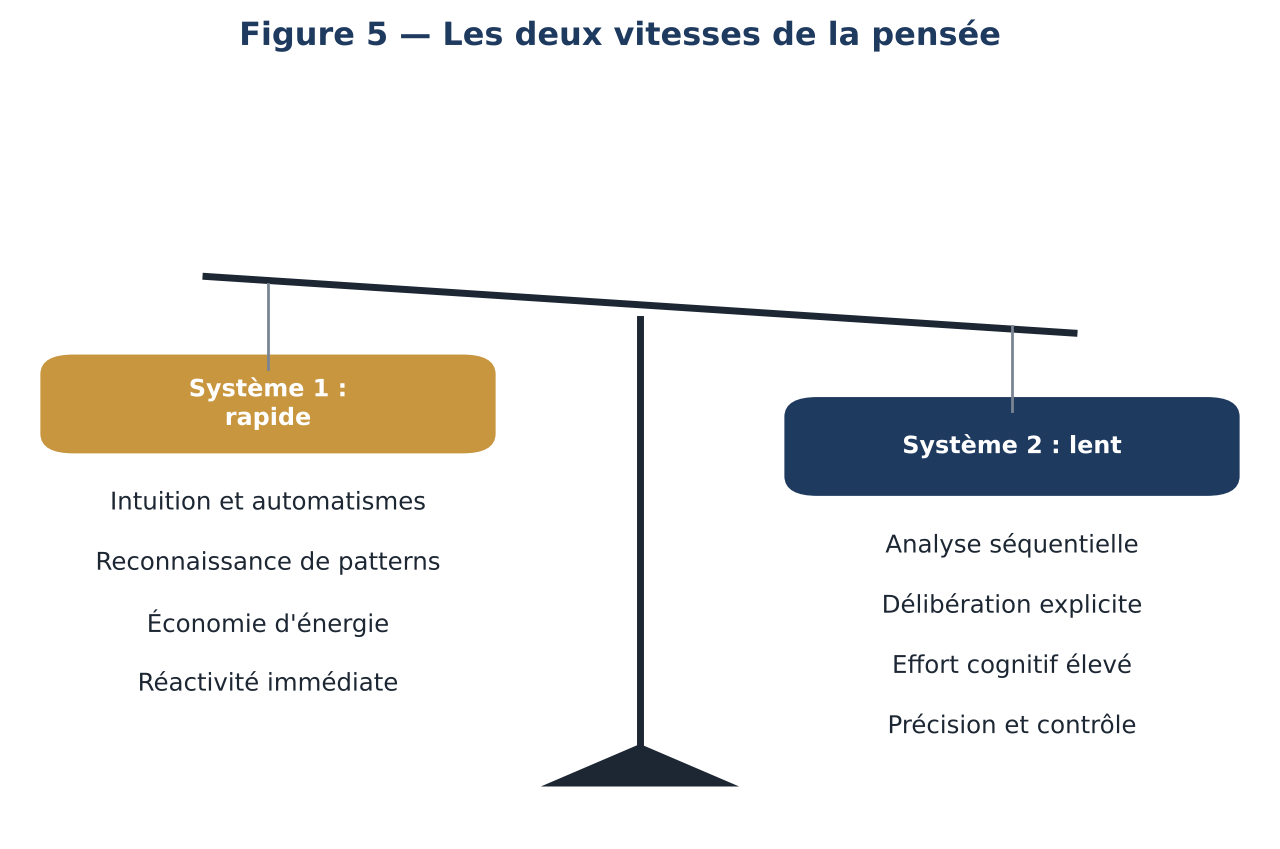 Figure 5 — Les deux vitesses de la pensée
Système 1 :
rapide
Intuition et automatismes
Reconnaissance de patterns
Économie d'énergie
Réactivité immédiate
Système 2 : lent
Analyse séquentielle
Délibération explicite
Effort cognitif élevé
Précision et contrôle